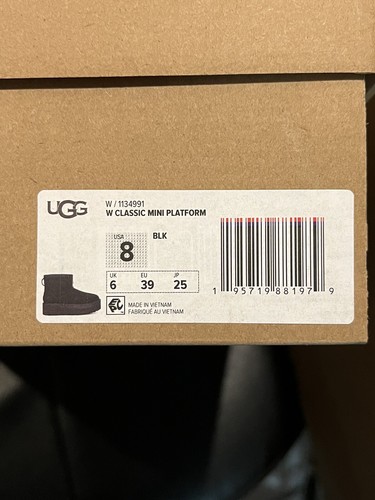 UGG
W / 1134991
W CLASSIC MINI PLATFORM
USA
8
BLK
UK EU JP
6 39 25
MADE IN VIETNAM
FABRIQUÉ AU VIETNAM
1 95719 88197 9